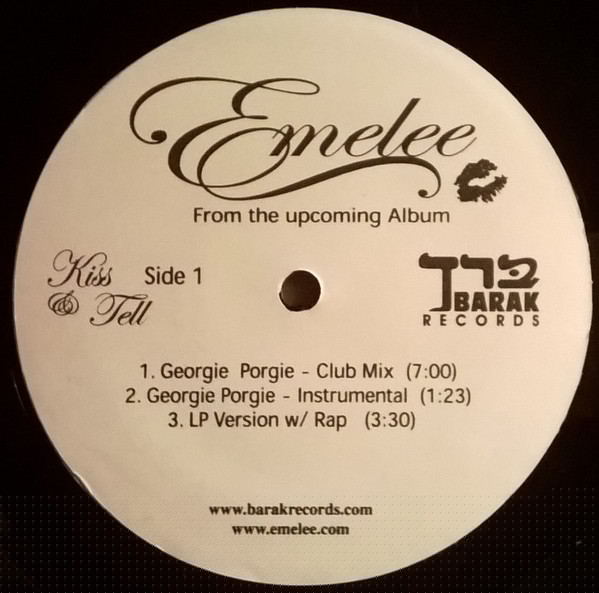 Emelee
From the upcoming Album
Kiss
& Tell
Side 1
ברך
BARAK
RECORDS
1. Georgie Porgie - Club Mix (7:00)
2. Georgie Porgie - Instrumental (1:23)
3. LP Version w/ Rap (3:30)
www.barakrecords.com
www.emelee.com